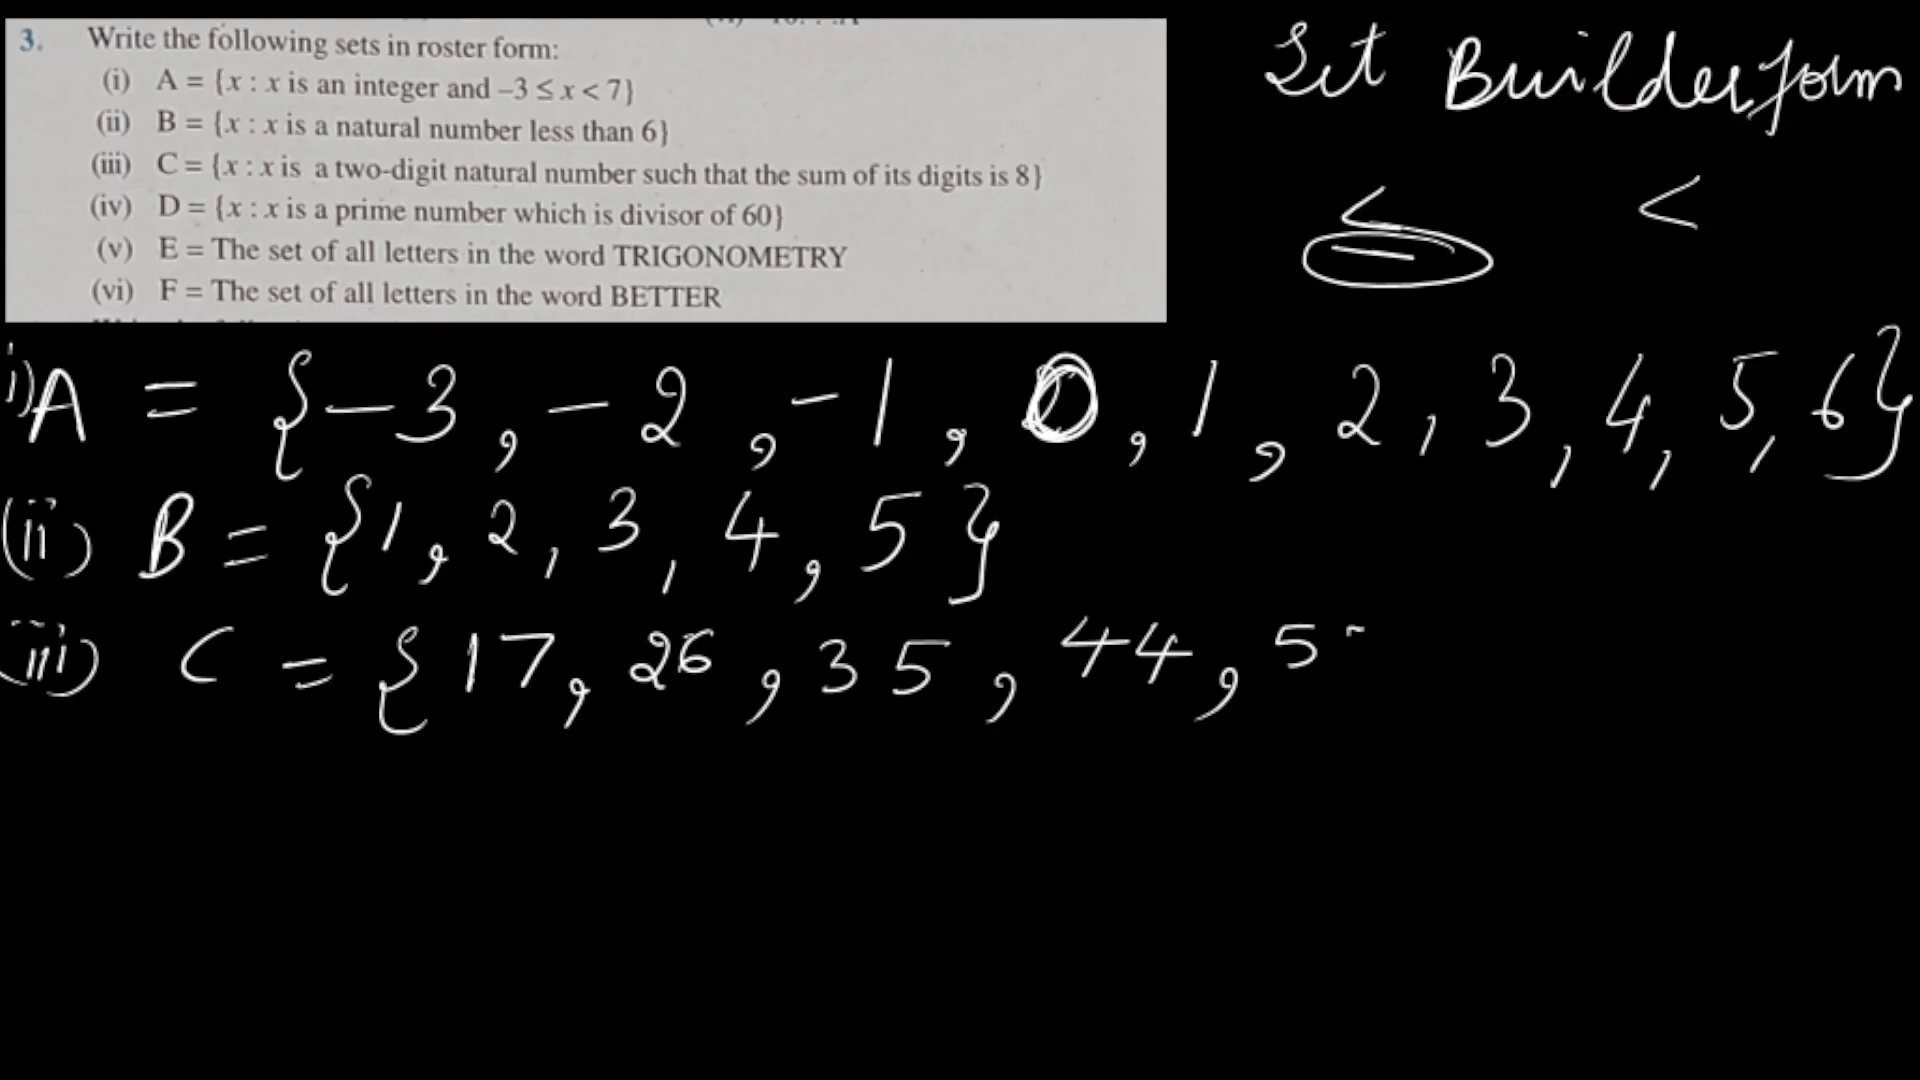 3. Write the following sets in roster form:
(i) A = {x : x is an integer and –3 ≤ x < 7}
(ii) B = {x : x is a natural number less than 6}
(iii) C = {x : x is a two-digit natural number such that the sum of its digits is 8}
(iv) D = {x : x is a prime number which is divisor of 60}
(v) E = The set of all letters in the word TRIGONOMETRY
(vi) F = The set of all letters in the word BETTER
Set Builder form
≤ <
i) A = {–3, –2, –1, 0, 1, 2, 3, 4, 5, 6}
(ii) B = {1, 2, 3, 4, 5}
(iii) C = {17, 26, 35, 44, 5